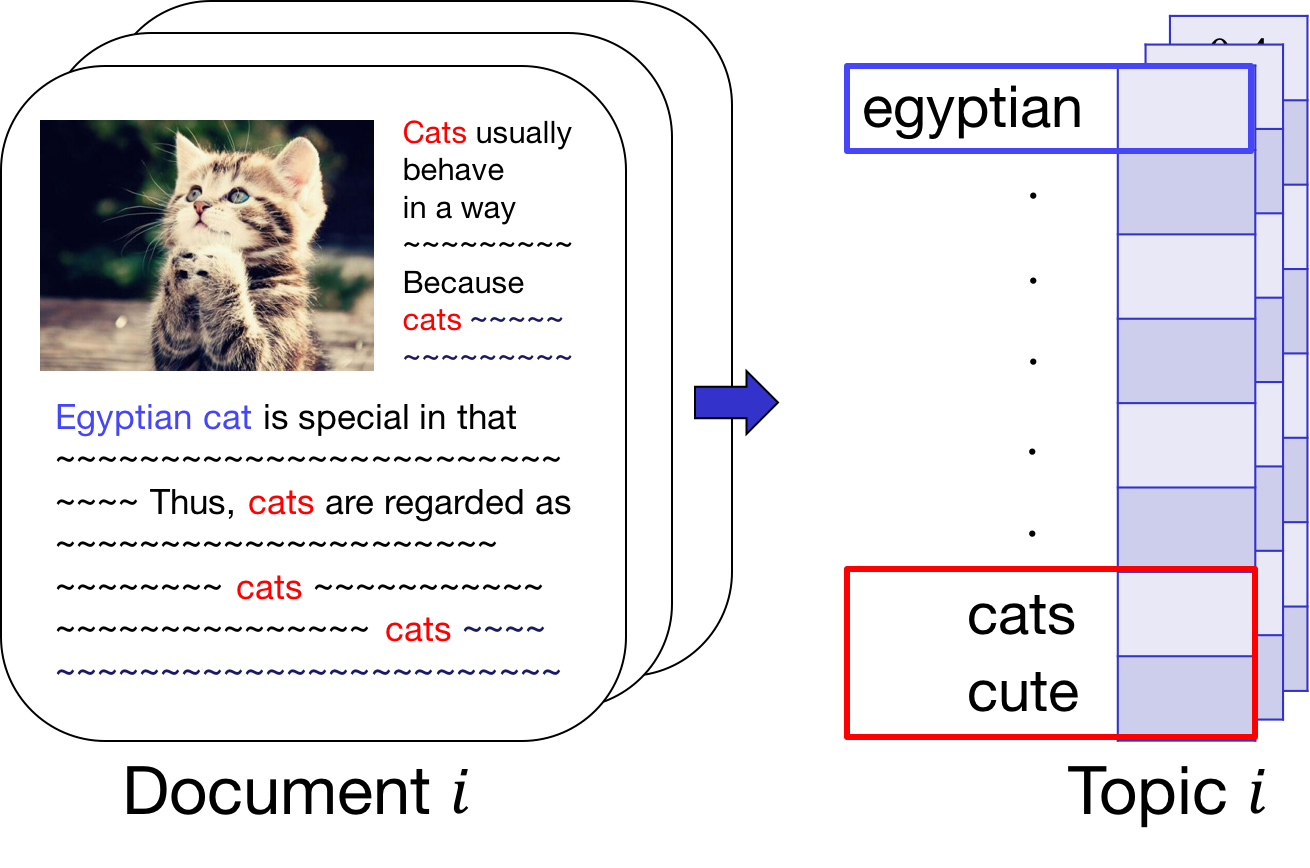 Cats usually
behave
in a way
~~~~~~~~~
Because
cats ~~~~~
~~~~~~~~~
Egyptian cat is special in that
~~~~~~~~~~~~~~~~~~~~~~~~
~~~~ Thus, cats are regarded as
~~~~~~~~~~~~~~~~~~~~~
~~~~~~~~ cats ~~~~~~~~~~~
~~~~~~~~~~~~~~~ cats ~~~~
~~~~~~~~~~~~~~~~~~~~~~~~
Document i
egyptian
.
.
.
.
.
cats
cute
Topic i